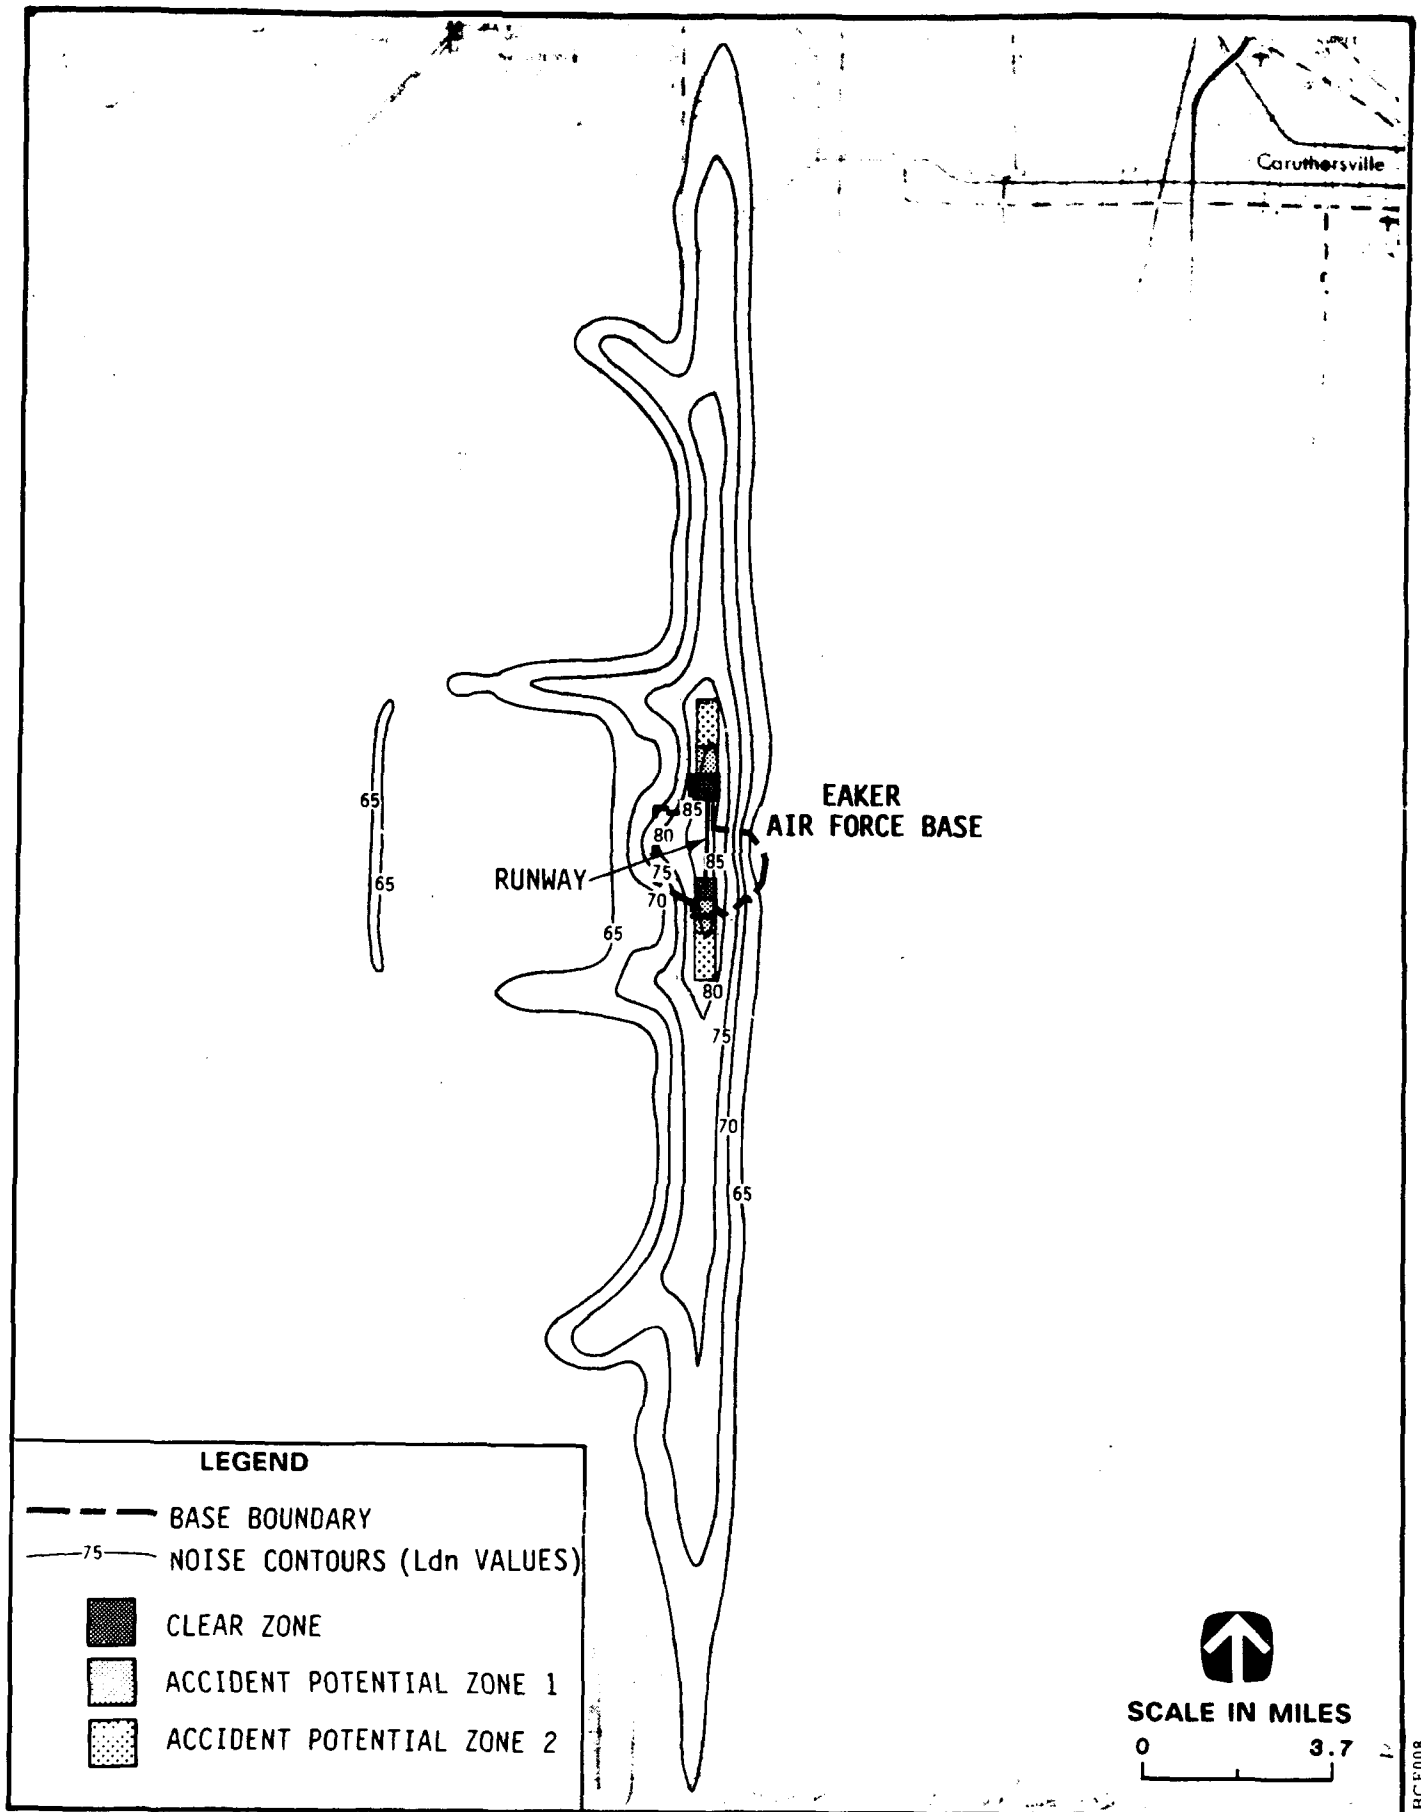 Caruthersville
EAKER
AIR FORCE BASE
RUNWAY
65
65
85
80
85
75
70
65
80
75
70
65
LEGEND
BASE BOUNDARY
75
NOISE CONTOURS (Ldn VALUES)
CLEAR ZONE
ACCIDENT POTENTIAL ZONE 1
ACCIDENT POTENTIAL ZONE 2
SCALE IN MILES
0 3.7